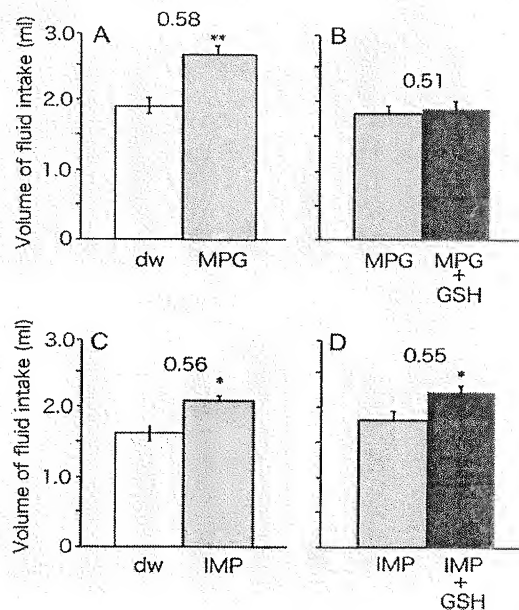 Volume of fluid intake (ml)
3.0
2.0
1.0
0
A
0.58
**
dw
MPG
B
0.51
MPG
MPG
+
GSH
Volume of fluid intake (ml)
3.0
2.0
1.0
0
C
0.56
*
dw
IMP
D
0.55
*
IMP
IMP
+
GSH